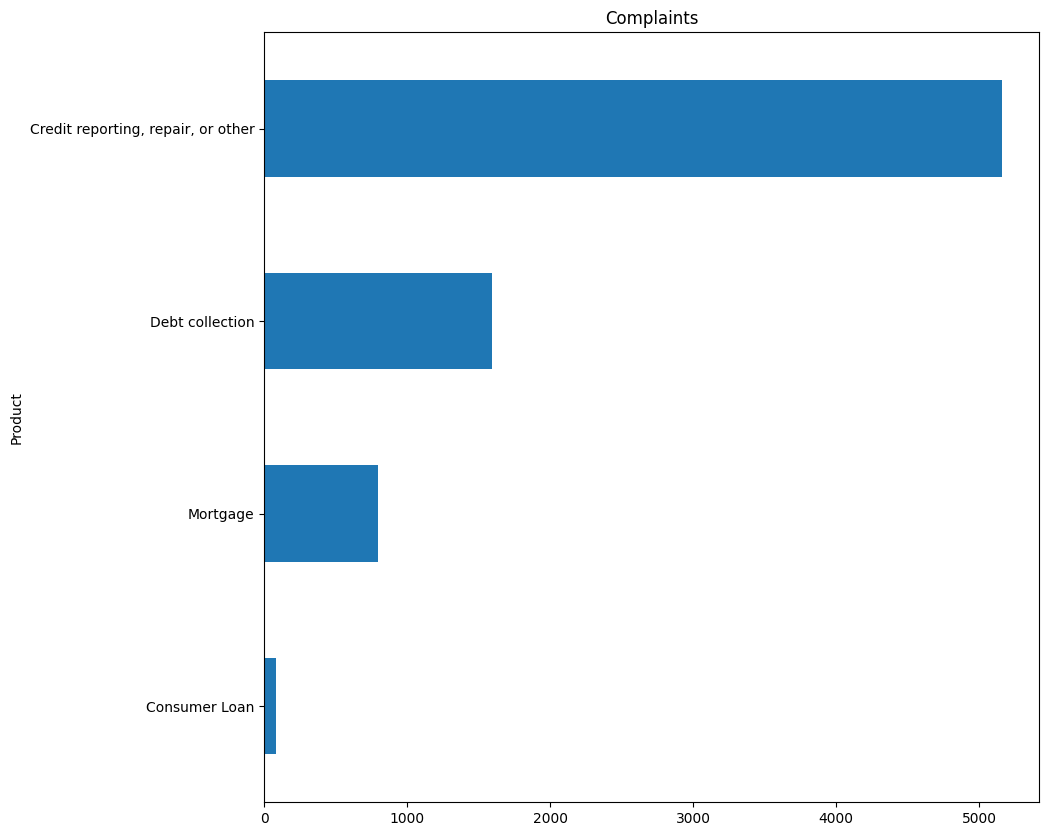 Complaints
Product
Credit reporting, repair, or other
Debt collection
Mortgage
Consumer Loan
0 1000 2000 3000 4000 5000